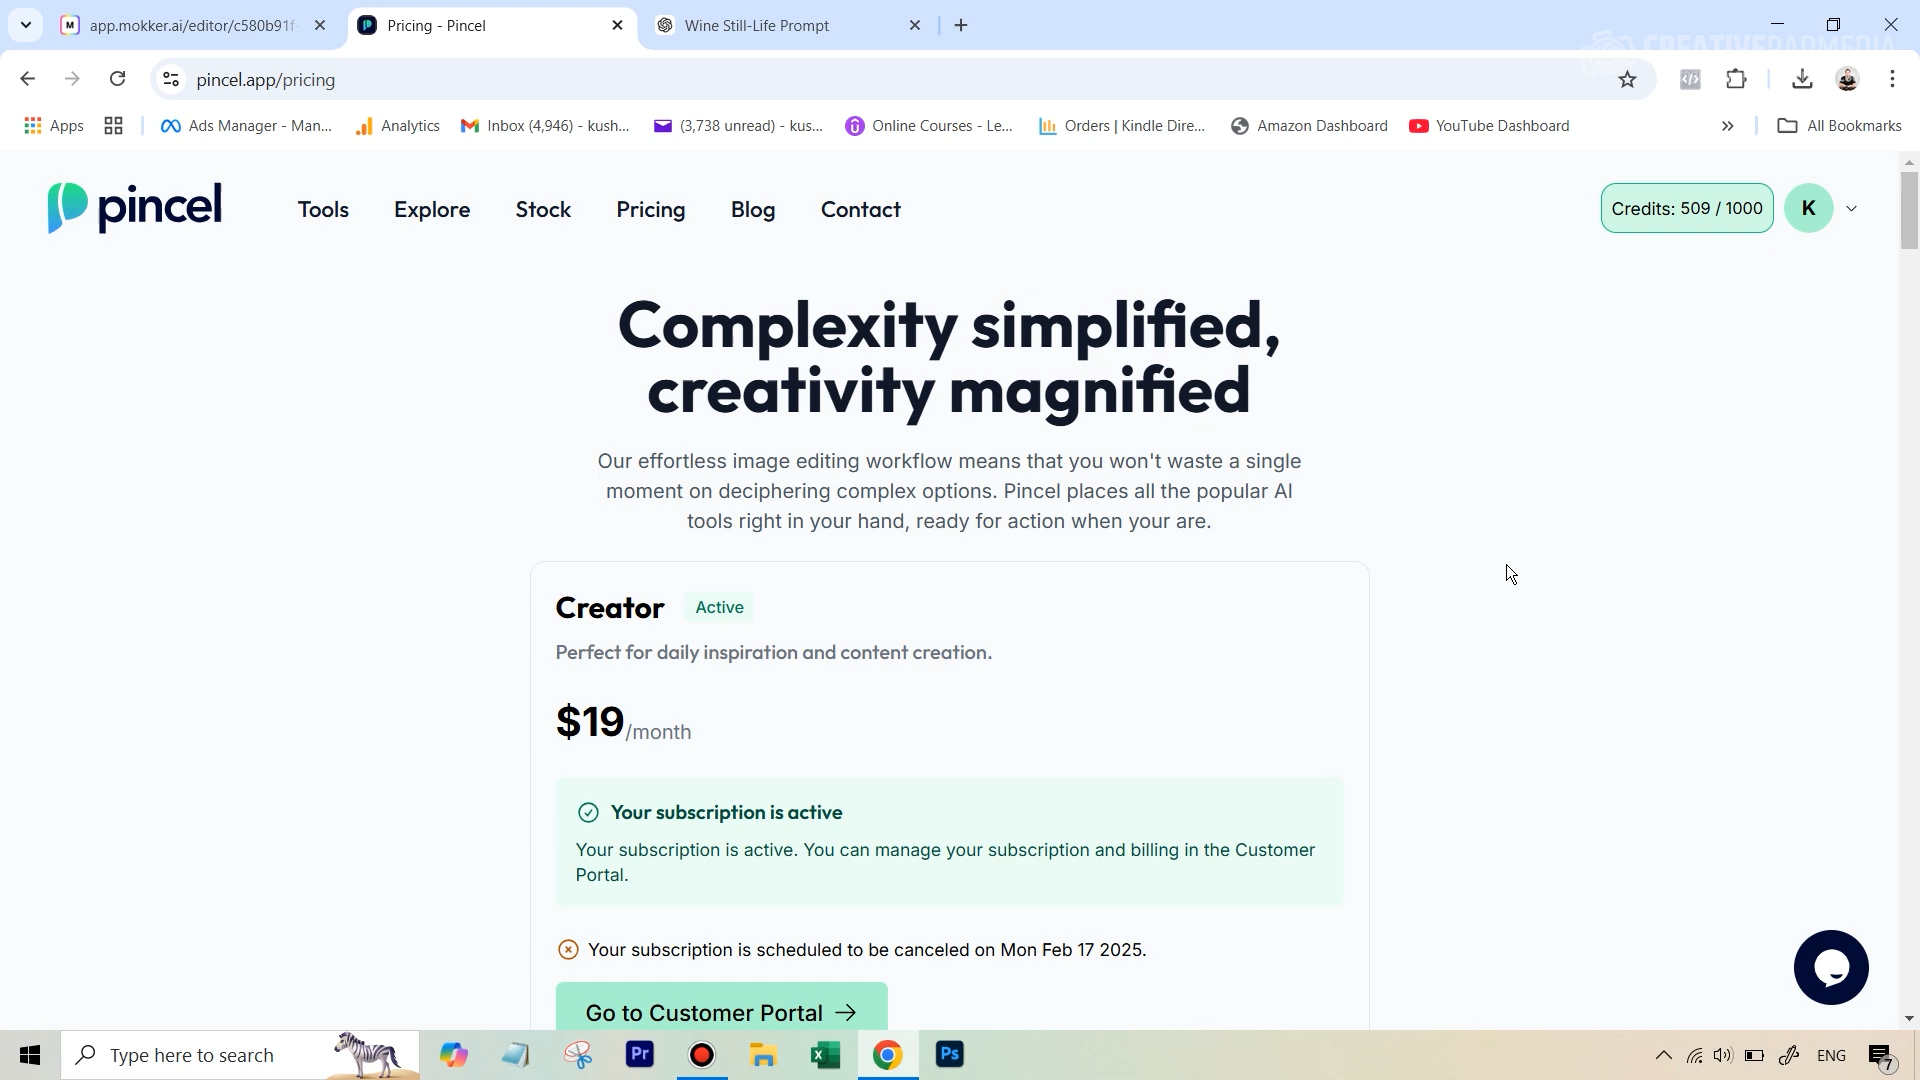 app.mokker.ai/editor/c580b91f
Pricing - Pincel
Wine Still-Life Prompt
CREATIVEDADMEDIA
pincel.app/pricing
Apps
Ads Manager - Man...
Analytics
Inbox (4,946) - kush...
(3,738 unread) - kus...
Online Courses - Le...
Orders | Kindle Dire...
Amazon Dashboard
YouTube Dashboard
All Bookmarks
pincel
Tools
Explore
Stock
Pricing
Blog
Contact
Credits: 509 / 1000
K
Complexity simplified,
creativity magnified
Our effortless image editing workflow means that you won't waste a single
moment on deciphering complex options. Pincel places all the popular AI
tools right in your hand, ready for action when your are.
Creator Active
Perfect for daily inspiration and content creation.
$19/month
Your subscription is active
Your subscription is active. You can manage your subscription and billing in the Customer
Portal.
Your subscription is scheduled to be canceled on Mon Feb 17 2025.
Go to Customer Portal →
Type here to search
Pr
Ps
ENG
7